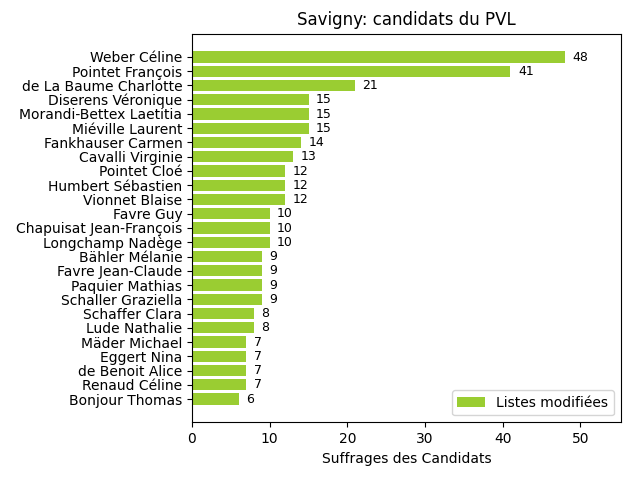 Savigny: candidats du PVL
Weber Céline 48
Pointet François 41
de La Baume Charlotte 21
Diserens Véronique 15
Morandi-Bettex Laetitia 15
Miéville Laurent 15
Fankhauser Carmen 14
Cavalli Virginie 13
Pointet Cloé 12
Humbert Sébastien 12
Vionnet Blaise 12
Favre Guy 10
Chapuisat Jean-François 10
Longchamp Nadège 10
Bähler Mélanie 9
Favre Jean-Claude 9
Paquier Mathias 9
Schaller Graziella 9
Schaffer Clara 8
Lude Nathalie 8
Mäder Michael 7
Eggert Nina 7
de Benoit Alice 7
Renaud Céline 7
Bonjour Thomas 6
Listes modifiées
0 10 20 30 40 50
Suffrages des Candidats